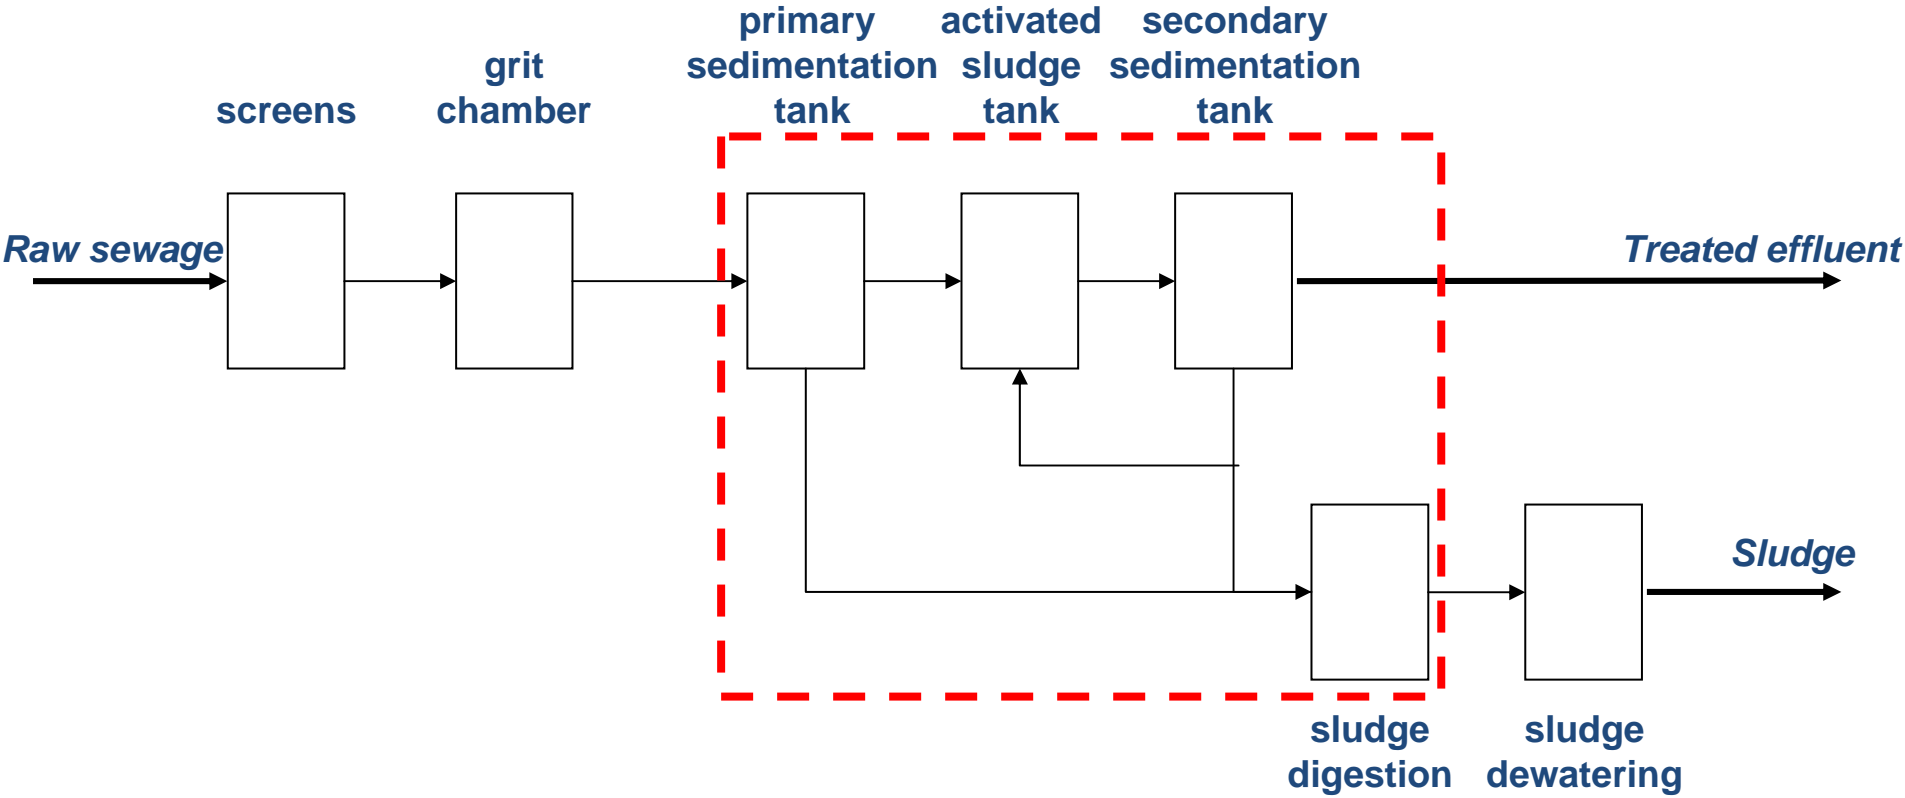 primary
sedimentation
tank
activated
sludge
tank
secondary
sedimentation
tank
grit
chamber
screens
Raw sewage
Treated effluent
Sludge
sludge
digestion
sludge
dewatering